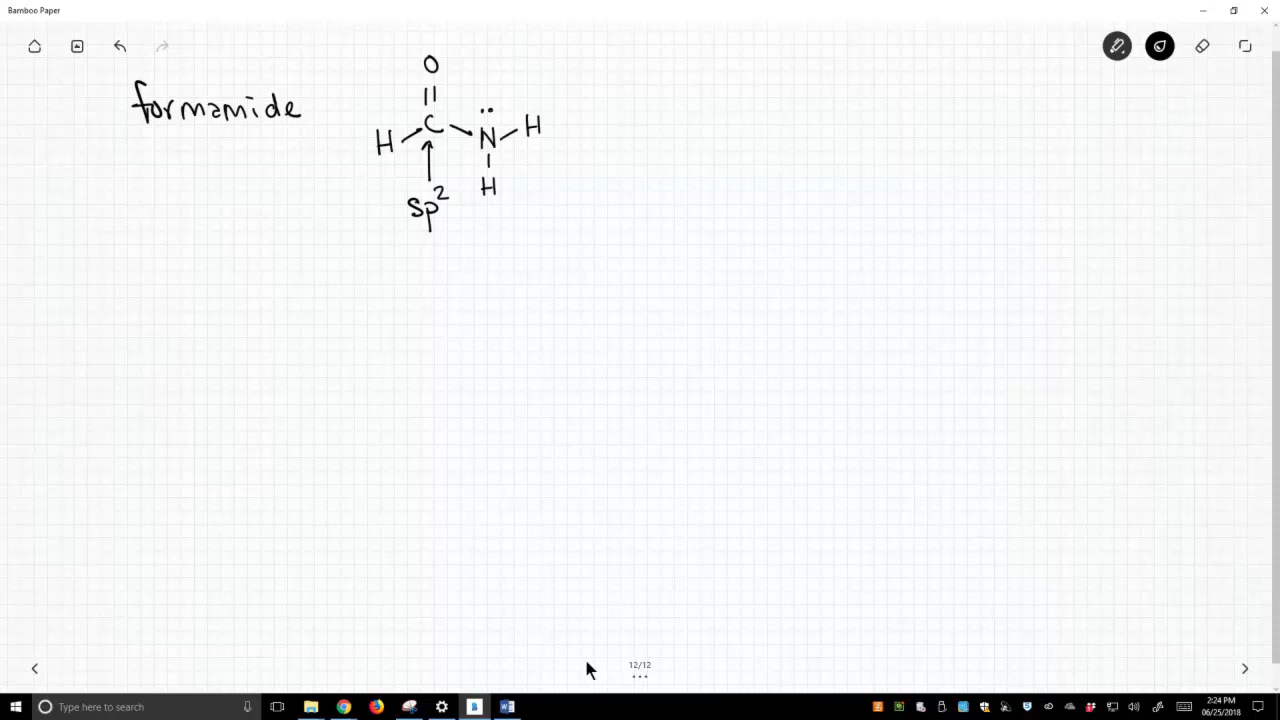 Bamboo Paper
formamide
O
H C N H
H
sp2
12/12
Type here to search
2:24 PM
06/25/2018